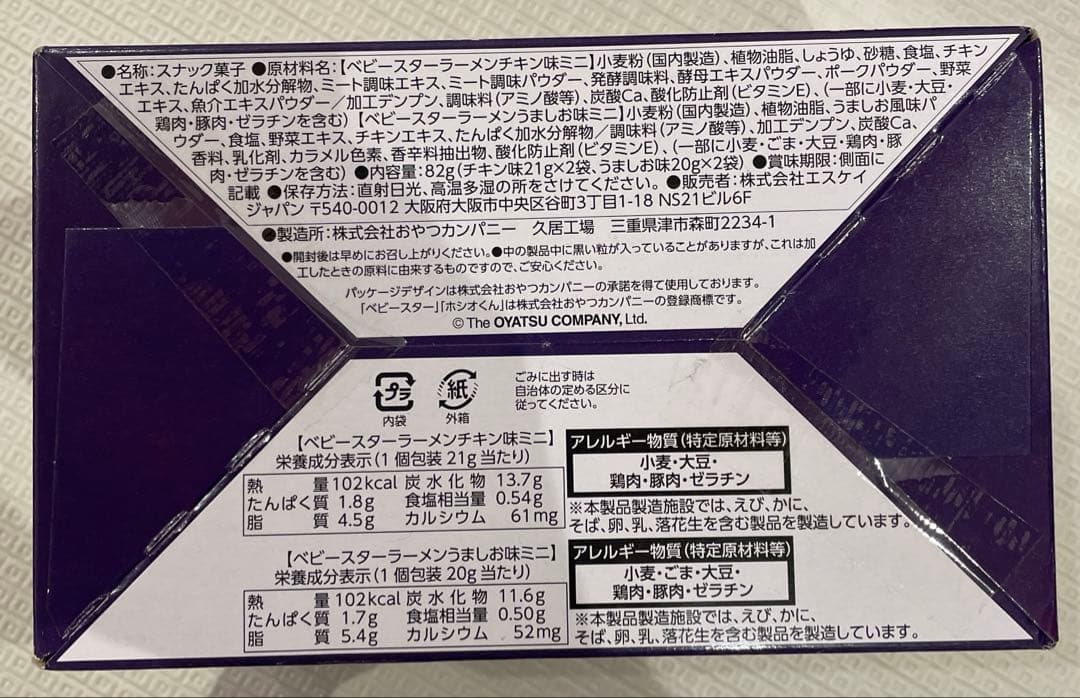 ●名称:スナック菓子 ●原材料名:【ベビースターラーメンチキン味ミニ】小麦粉(国内製造)、植物油脂、しょうゆ、砂糖、食塩、チキン
エキス、たんぱく加水分解物、ミート調味エキス、ミート調味パウダー、発酵調味料、酵母エキスパウダー、ポークパウダー、野菜
エキス、魚介エキスパウダー/加工デンプン、調味料(アミノ酸等)、炭酸Ca、酸化防止剤(ビタミンE)、(一部に小麦・大豆・
鶏肉・豚肉・ゼラチンを含む)【ベビースターラーメンうましお味ミニ】小麦粉(国内製造)、植物油脂、うましお風味パ
ウダー、食塩、野菜エキス、チキンエキス、たんぱく加水分解物/調味料(アミノ酸等)、加工デンプン、炭酸Ca、
香料、乳化剤、カラメル色素、香辛料抽出物、酸化防止剤(ビタミンE)、(一部に小麦・ごま・大豆・鶏肉・豚
肉・ゼラチンを含む) ●内容量:82g(チキン味21g×2袋、うましお味20g×2袋) ●賞味期限:側面に
記載 ●保存方法:直射日光、高温多湿の所をさけてください。●販売者:株式会社エスケイ
ジャパン 〒540-0012 大阪府大阪市中央区谷町3丁目1-18 NS21ビル6F
●製造所:株式会社おやつカンパニー 久居工場 三重県津市森町2234-1
●開封後は早めにお召し上がりください。●中の製品中に黒い粒が入っていることがありますが、これは加
工したときの原料に由来するものですので、ご安心ください。
パッケージデザインは株式会社おやつカンパニーの承諾を得て使用しております。
「ベビースター」「ホシオくん」は株式会社おやつカンパニーの登録商標です。
© The OYATSU COMPANY, Ltd.
プラ
内袋
紙
外箱
ごみに出す時は
自治体の定める区分に
従ってください。
【ベビースターラーメンチキン味ミニ】
栄養成分表示(1個包装21g当たり)
熱量102kcal 炭水化物 13.7g
たんぱく質 1.8g 食塩相当量 0.54g
脂質 4.5g カルシウム 61mg
アレルギー物質(特定原材料等)
小麦・大豆・
鶏肉・豚肉・ゼラチン
※本製品製造施設では、えび、かに、
そば、卵、乳、落花生を含む製品を製造しています。
【ベビースターラーメンうましお味ミニ】
栄養成分表示(1個包装20g当たり)
熱量102kcal 炭水化物 11.6g
たんぱく質 1.7g 食塩相当量 0.50g
脂質 5.4g カルシウム 52mg
アレルギー物質(特定原材料等)
小麦・ごま・大豆・
鶏肉・豚肉・ゼラチン
※本製品製造施設では、えび、かに、
そば、卵、乳、落花生を含む製品を製造しています。